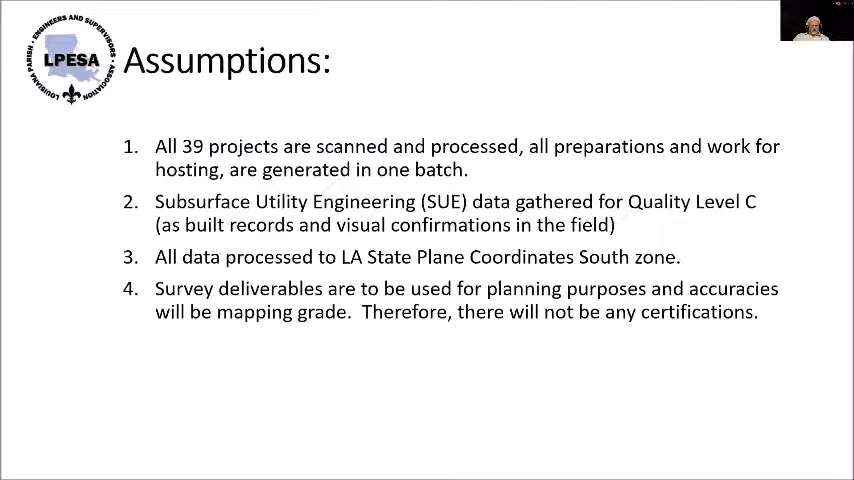 LOUISIANA PARISH • ENGINEERS AND SUPERVISORS • ASSOCIATION
LPESA
Assumptions:
1. All 39 projects are scanned and processed, all preparations and work for
hosting, are generated in one batch.
2. Subsurface Utility Engineering (SUE) data gathered for Quality Level C
(as built records and visual confirmations in the field)
3. All data processed to LA State Plane Coordinates South zone.
4. Survey deliverables are to be used for planning purposes and accuracies
will be mapping grade. Therefore, there will not be any certifications.